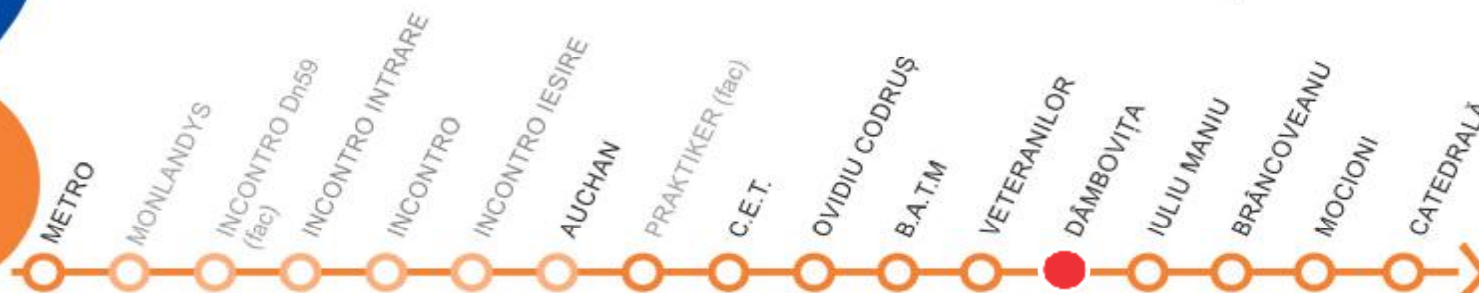 METRO
MONLANDYS
INCONTRO Dn59
(fac)
INCONTRO INTRARE
INCONTRO
INCONTRO IESIRE
AUCHAN
PRAKTIKER (fac)
C.E.T.
OVIDIU CODRUȘ
B.A.T.M
VETERANILOR
DÂMBOVIȚA
IULIU MANIU
BRÂNCOVEANU
MOCIONI
CATEDRALĂ